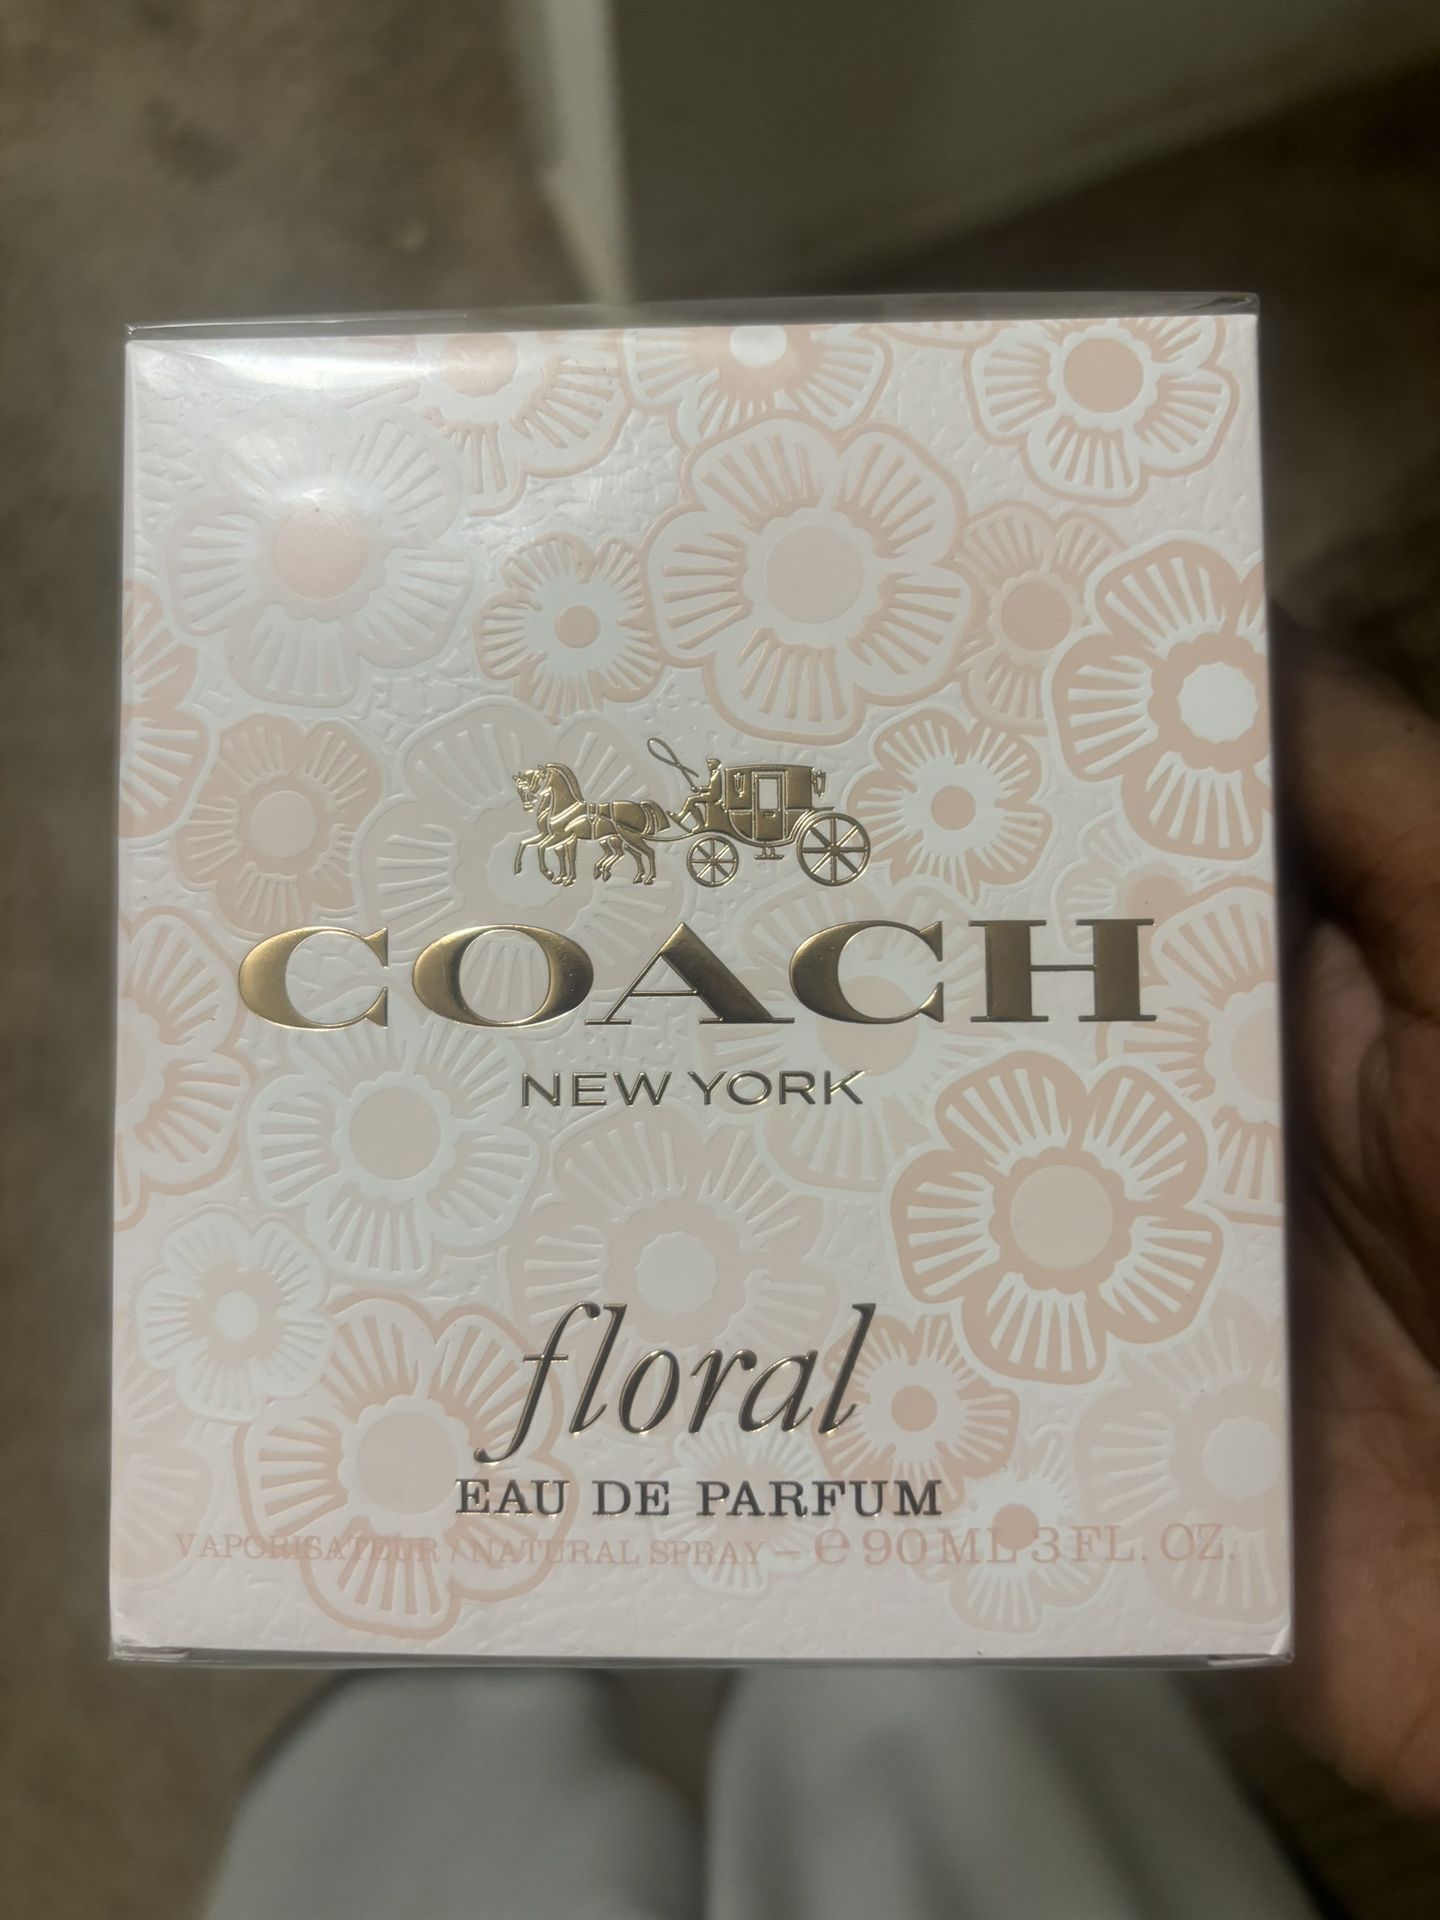 COACH
NEW YORK
floral
EAU DE PARFUM
VAPORISATEUR / NATURAL SPRAY – ℮ 90 ML 3 FL. OZ.